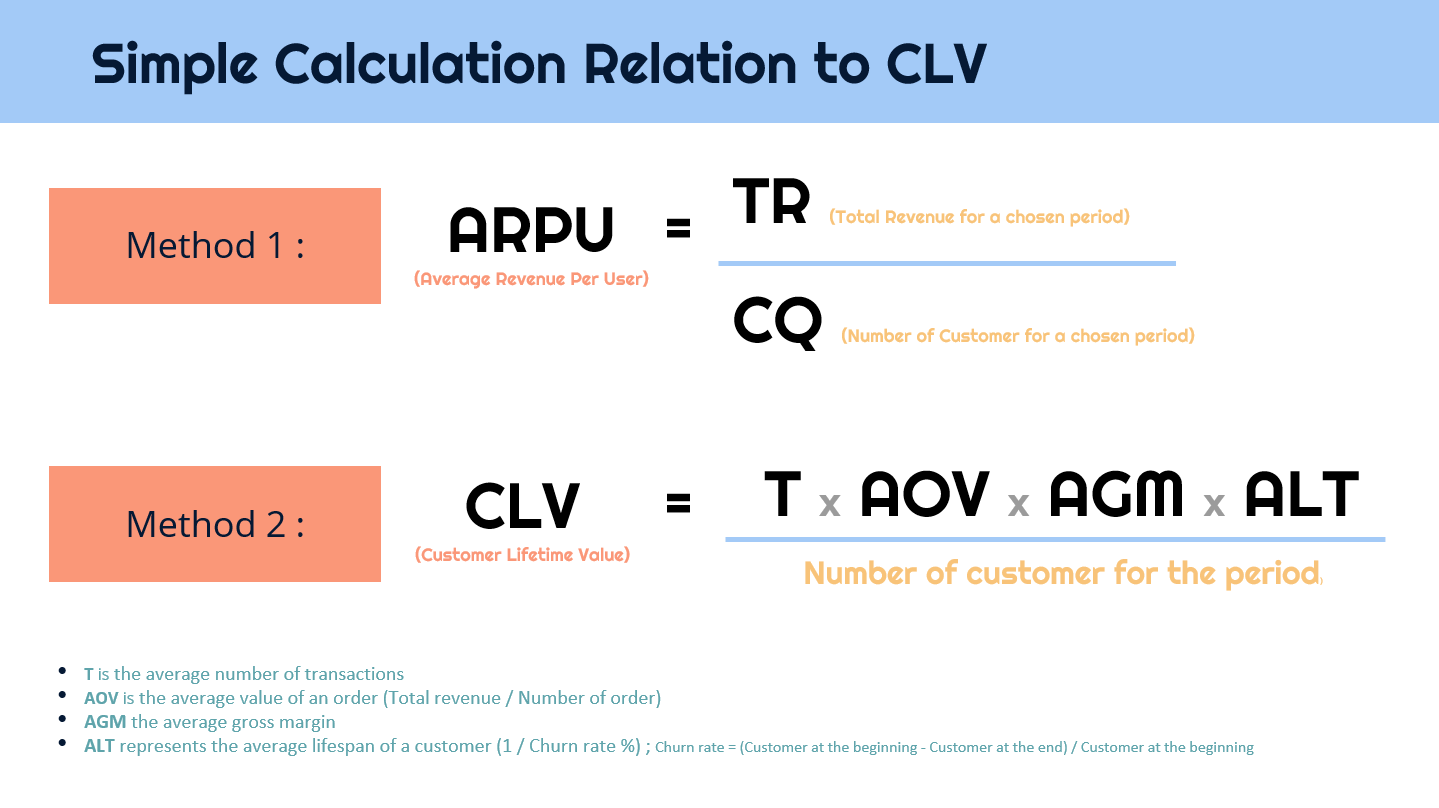 Simple Calculation Relation to CLV
Method 1 :
ARPU
(Average Revenue Per User)
=
TR (Total Revenue for a chosen period)
CQ (Number of Customer for a chosen period)
Method 2 :
CLV
(Customer Lifetime Value)
=
T x AOV x AGM x ALT
Number of customer for the period)
• T is the average number of transactions
• AOV is the average value of an order (Total revenue / Number of order)
• AGM the average gross margin
• ALT represents the average lifespan of a customer (1 / Churn rate %) ; Churn rate = (Customer at the beginning - Customer at the end) / Customer at the beginning